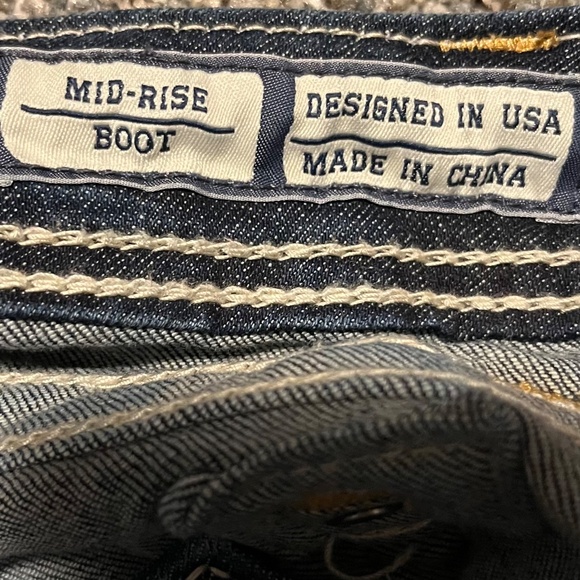 MID-RISE
BOOT
DESIGNED IN USA
MADE IN CHINA